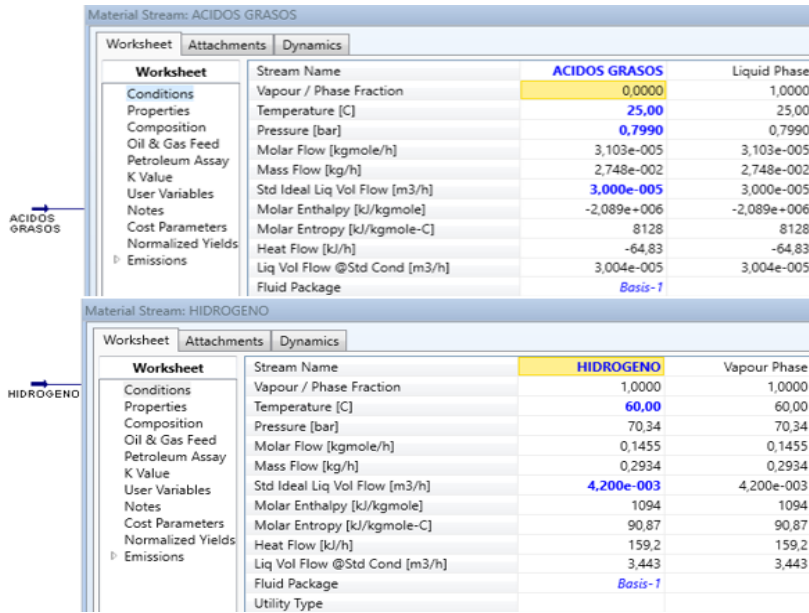 Material Stream: ACIDOS GRASOS
Worksheet Attachments Dynamics
Worksheet
Conditions
Properties
Composition
Oil & Gas Feed
Petroleum Assay
K Value
User Variables
Notes
Cost Parameters
Normalized Yields
Emissions
Stream Name ACIDOS GRASOS Liquid Phase
Vapour / Phase Fraction 0,0000 1,0000
Temperature [C] 25,00 25,00
Pressure [bar] 0,7990 0,7990
Molar Flow [kgmole/h] 3,103e-005 3,103e-005
Mass Flow [kg/h] 2,748e-002 2,748e-002
Std Ideal Liq Vol Flow [m3/h] 3,000e-005 3,000e-005
Molar Enthalpy [kJ/kgmole] -2,089e+006 -2,089e+006
Molar Entropy [kJ/kgmole-C] 8128 8128
Heat Flow [kJ/h] -64,83 -64,83
Liq Vol Flow @Std Cond [m3/h] 3,004e-005 3,004e-005
Fluid Package Basis-1
ACIDOS
GRASOS
Material Stream: HIDROGENO
Worksheet Attachments Dynamics
Worksheet
Conditions
Properties
Composition
Oil & Gas Feed
Petroleum Assay
K Value
User Variables
Notes
Cost Parameters
Normalized Yields
Emissions
Stream Name HIDROGENO Vapour Phase
Vapour / Phase Fraction 1,0000 1,0000
Temperature [C] 60,00 60,00
Pressure [bar] 70,34 70,34
Molar Flow [kgmole/h] 0,1455 0,1455
Mass Flow [kg/h] 0,2934 0,2934
Std Ideal Liq Vol Flow [m3/h] 4,200e-003 4,200e-003
Molar Enthalpy [kJ/kgmole] 1094 1094
Molar Entropy [kJ/kgmole-C] 90,87 90,87
Heat Flow [kJ/h] 159,2 159,2
Liq Vol Flow @Std Cond [m3/h] 3,443 3,443
Fluid Package Basis-1
Utility Type
HIDROGENO